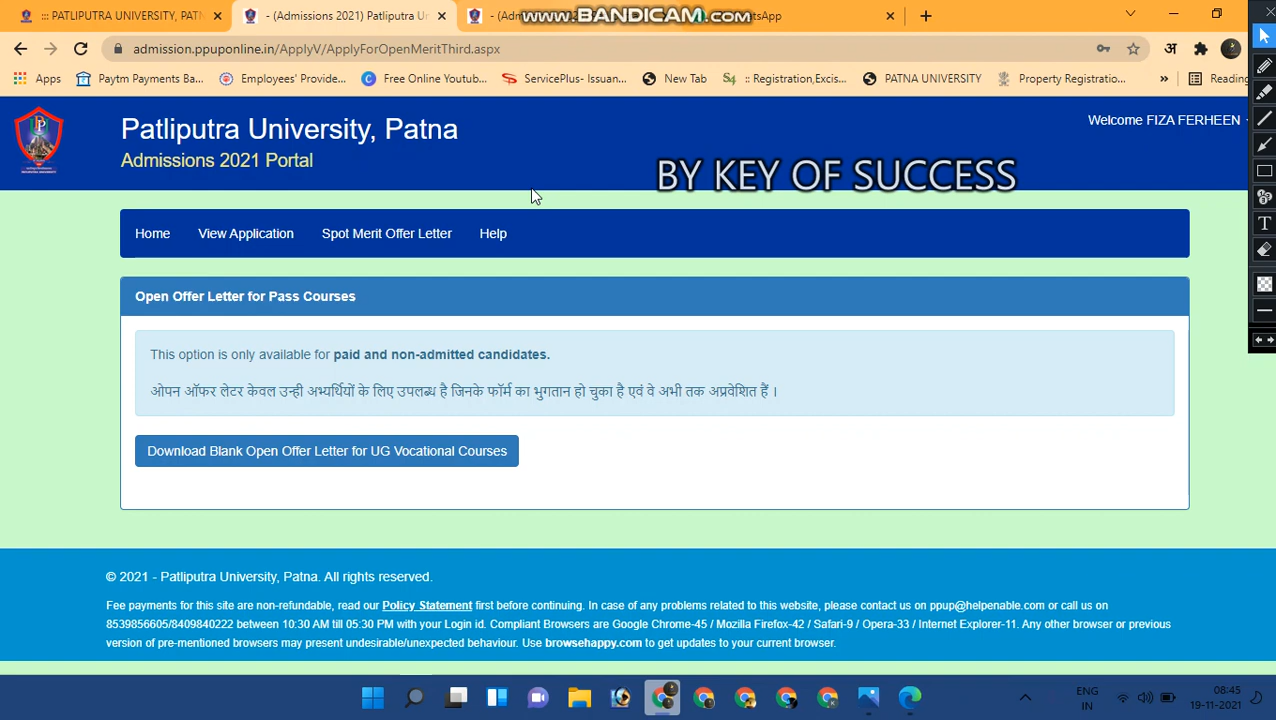 ::: PATLIPUTRA UNIVERSITY, PATN
- (Admissions 2021) Patliputra Un
- (Adm
www.BANDICAM.com
admission.ppuponline.in/ApplyV/ApplyForOpenMeritThird.aspx
Apps
Paytm Payments Ba...
Employees' Provide...
Free Online Youtub...
ServicePlus- Issuan...
New Tab
:: Registration,Excis...
PATNA UNIVERSITY
Property Registratio...
»
Reading
Patliputra University, Patna
Admissions 2021 Portal
Welcome FIZA FERHEEN
BY KEY OF SUCCESS
Home
View Application
Spot Merit Offer Letter
Help
Open Offer Letter for Pass Courses
This option is only available for paid and non-admitted candidates.
ओपन ऑफर लेटर केवल उन्ही अभ्यर्थियों के लिए उपलब्ध है जिनके फॉर्म का भुगतान हो चुका है एवं वे अभी तक अप्रवेशित हैं ।
Download Blank Open Offer Letter for UG Vocational Courses
© 2021 - Patliputra University, Patna. All rights reserved.
Fee payments for this site are non-refundable, read our Policy Statement first before continuing. In case of any problems related to this website, please contact us on ppup@helpenable.com or call us on
8539856605/8409840222 between 10:30 AM till 05:30 PM with your Login id. Compliant Browsers are Google Chrome-45 / Mozilla Firefox-42 / Safari-9 / Opera-33 / Internet Explorer-11. Any other browser or previous
version of pre-mentioned browsers may present undesirable/unexpected behaviour. Use browsehappy.com to get updates to your current browser.
ENG
IN
08:45
19-11-2021